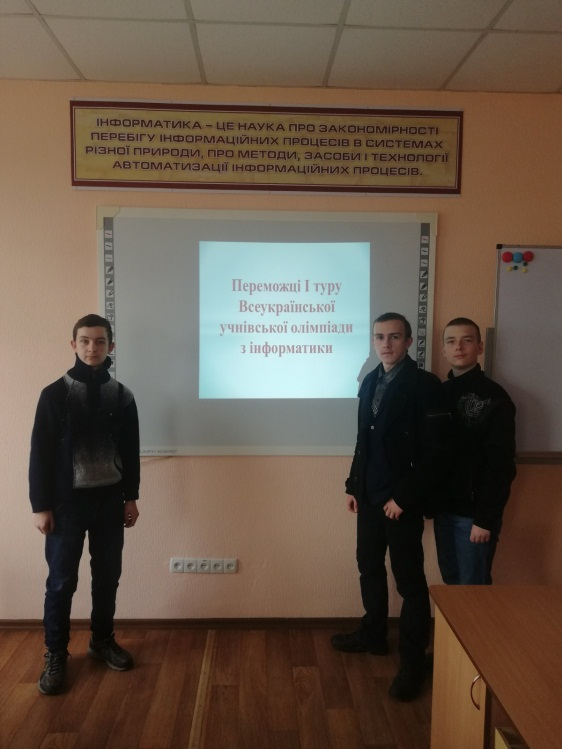 ІНФОРМАТИКА – ЦЕ НАУКА ПРО ЗАКОНОМІРНОСТІ
ПЕРЕБІГУ ІНФОРМАЦІЙНИХ ПРОЦЕСІВ В СИСТЕМАХ
РІЗНОЇ ПРИРОДИ, ПРО МЕТОДИ, ЗАСОБИ І ТЕХНОЛОГІЇ
АВТОМАТИЗАЦІЇ ІНФОРМАЦІЙНИХ ПРОЦЕСІВ.
Переможці І туру
Всеукраїнської
учнівської олімпіади
з інформатики